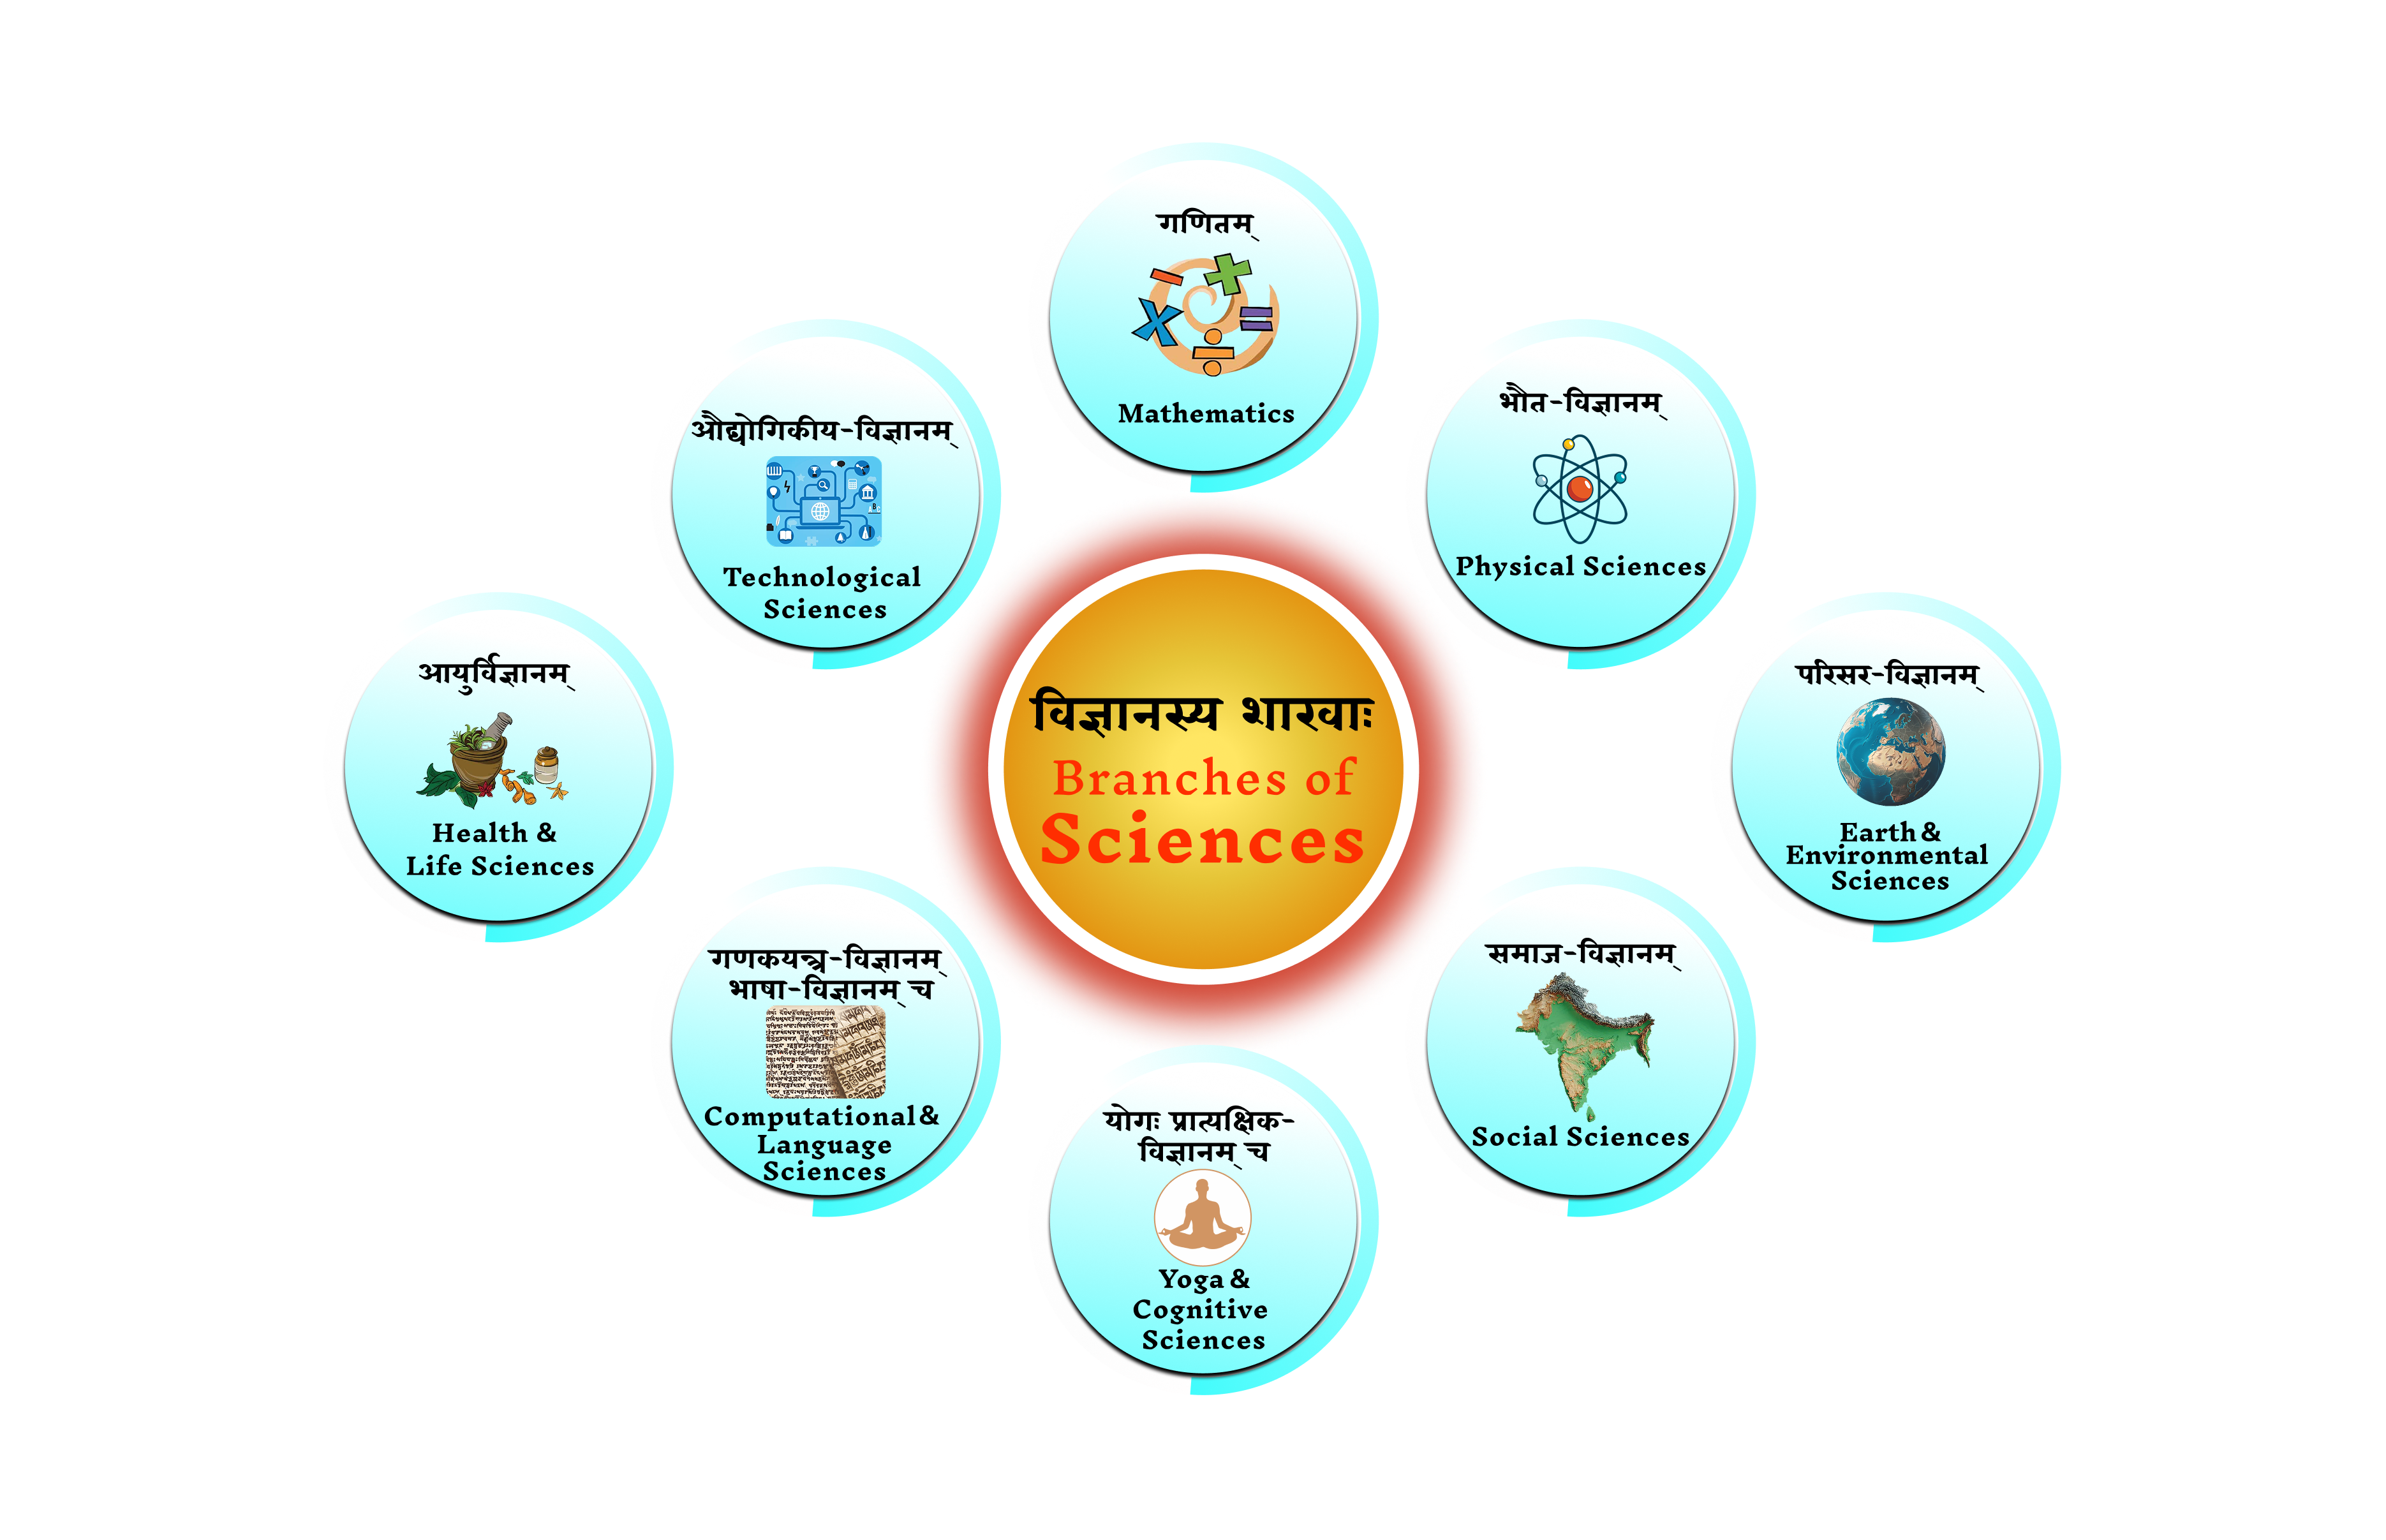 गणितम्
Mathematics
भौत-विज्ञानम्
Physical Sciences
औद्योगिकीय-विज्ञानम्
Technological
Sciences
आयुर्विज्ञानम्
Health &
Life Sciences
विज्ञानस्य शाखाः
Branches of
Sciences
परिसर-विज्ञानम्
Earth &
Environmental
Sciences
गणकयन्त्र-विज्ञानम्
भाषा-विज्ञानम् च
Computational &
Language
Sciences
समाज-विज्ञानम्
Social Sciences
योगः प्रात्यक्षिक-
विज्ञानम् च
Yoga &
Cognitive
Sciences